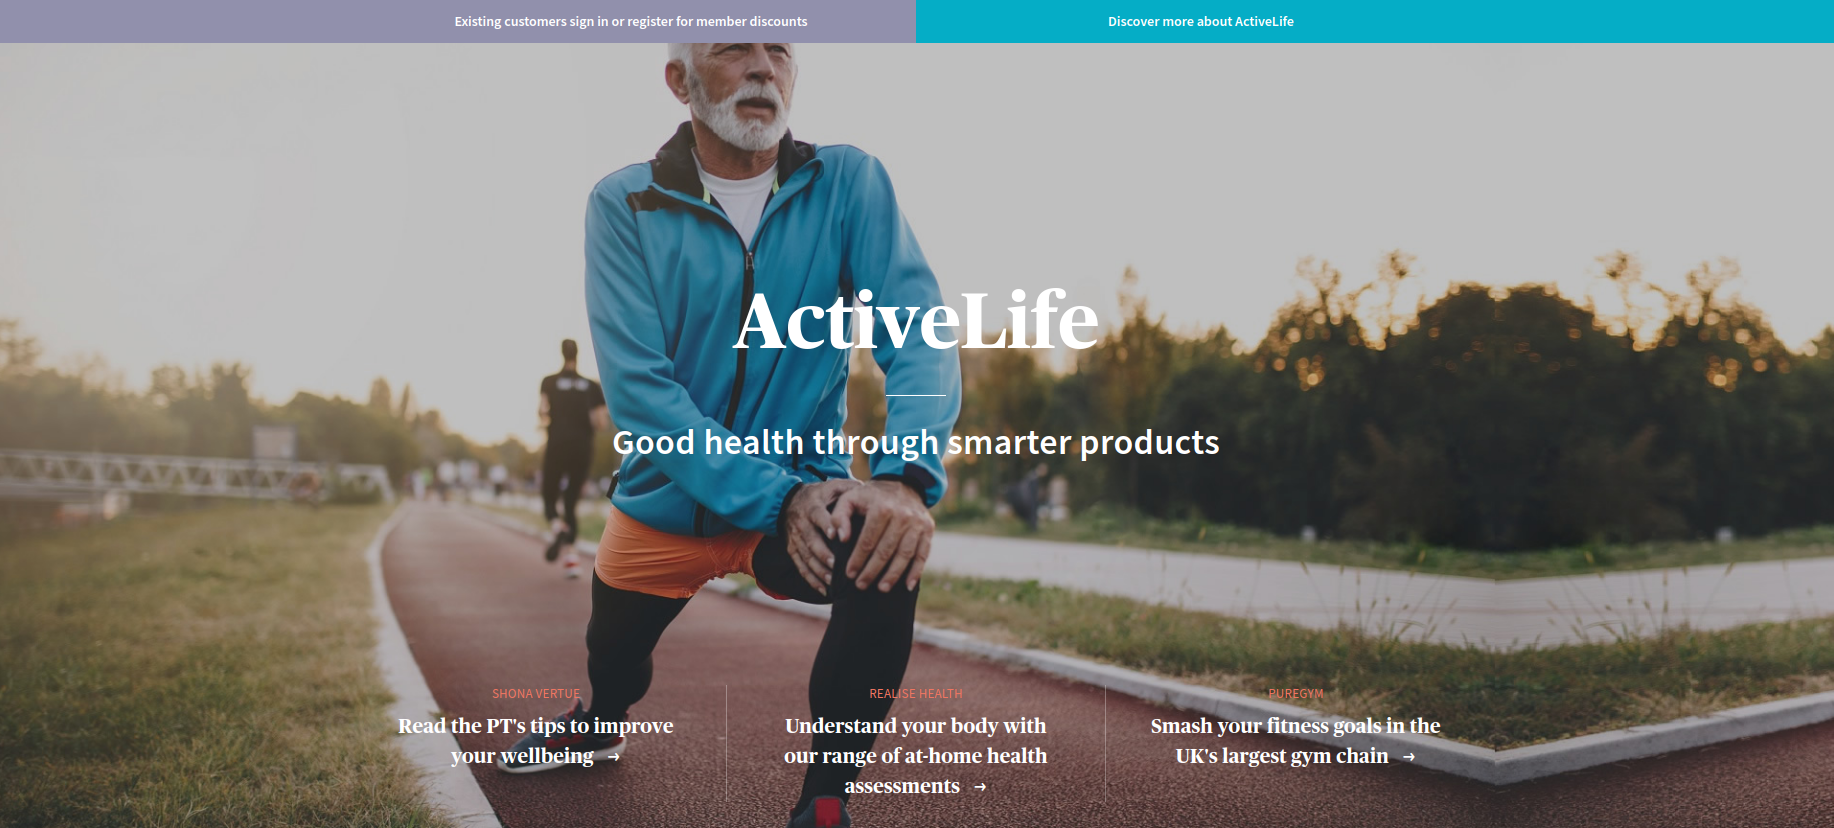 Existing customers sign in or register for member discounts
Discover more about ActiveLife
ActiveLife
Good health through smarter products
SHONA VERTUE
Read the PT's tips to improve
your wellbeing →
REALISE HEALTH
Understand your body with
our range of at-home health
assessments →
PUREGYM
Smash your fitness goals in the
UK's largest gym chain →